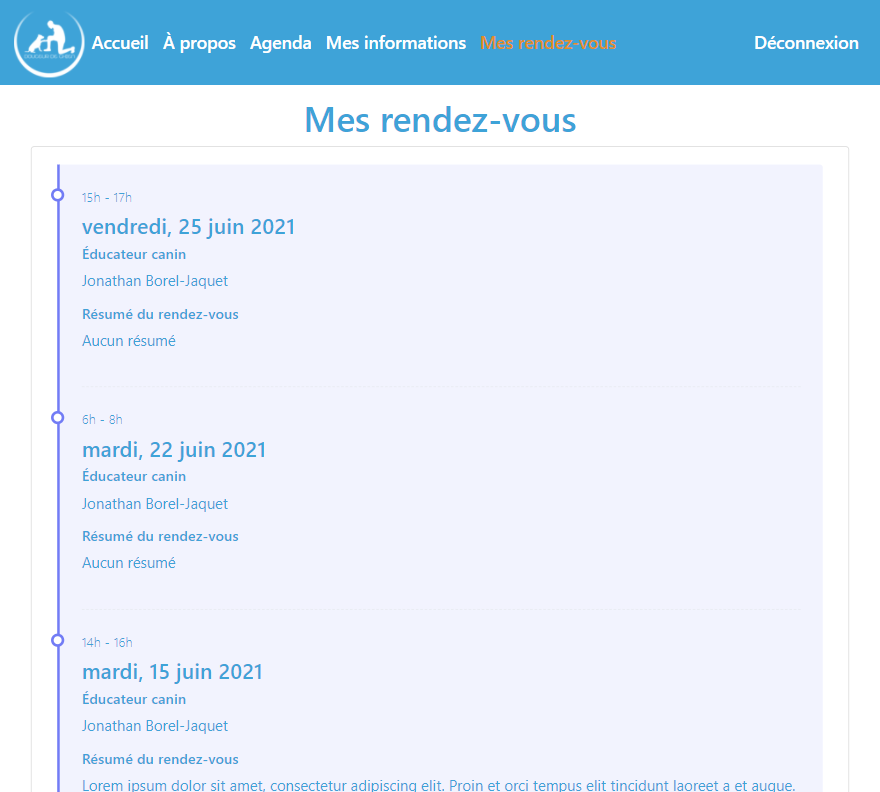 Accueil À propos Agenda Mes informations Mes rendez-vous Déconnexion
Mes rendez-vous
15h - 17h
vendredi, 25 juin 2021
Éducateur canin
Jonathan Borel-Jaquet
Résumé du rendez-vous
Aucun résumé
6h - 8h
mardi, 22 juin 2021
Éducateur canin
Jonathan Borel-Jaquet
Résumé du rendez-vous
Aucun résumé
14h - 16h
mardi, 15 juin 2021
Éducateur canin
Jonathan Borel-Jaquet
Résumé du rendez-vous
Lorem ipsum dolor sit amet, consectetur adipiscing elit. Proin et orci tempus elit tincidunt laoreet a et augue.